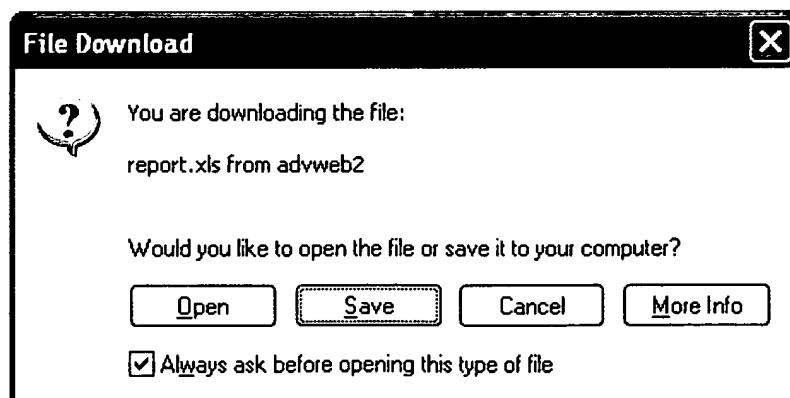 File Download
You are downloading the file:
report.xls from advweb2
Would you like to open the file or save it to your computer?
Open Save Cancel More Info
Always ask before opening this type of file